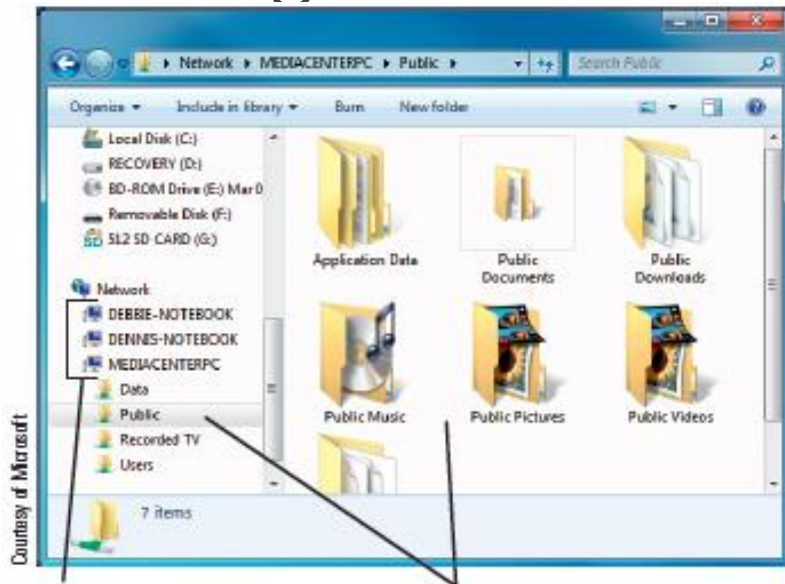 Network ▸ MEDIACENTERPC ▸ Public ▸
Search Public
Organize
Include in library
Burn
New folder
Local Disk (C:)
RECOVERY (D:)
BD-ROM Drive (E:) Mar 0
Removable Disk (F:)
512 SD CARD (G:)
Network
DEBBIE-NOTEBOOK
DENNIS-NOTEBOOK
MEDIACENTERPC
Data
Public
Recorded TV
Users
Application Data
Public
Documents
Public
Downloads
Public Music
Public Pictures
Public Videos
7 items
Courtesy of Microsoft